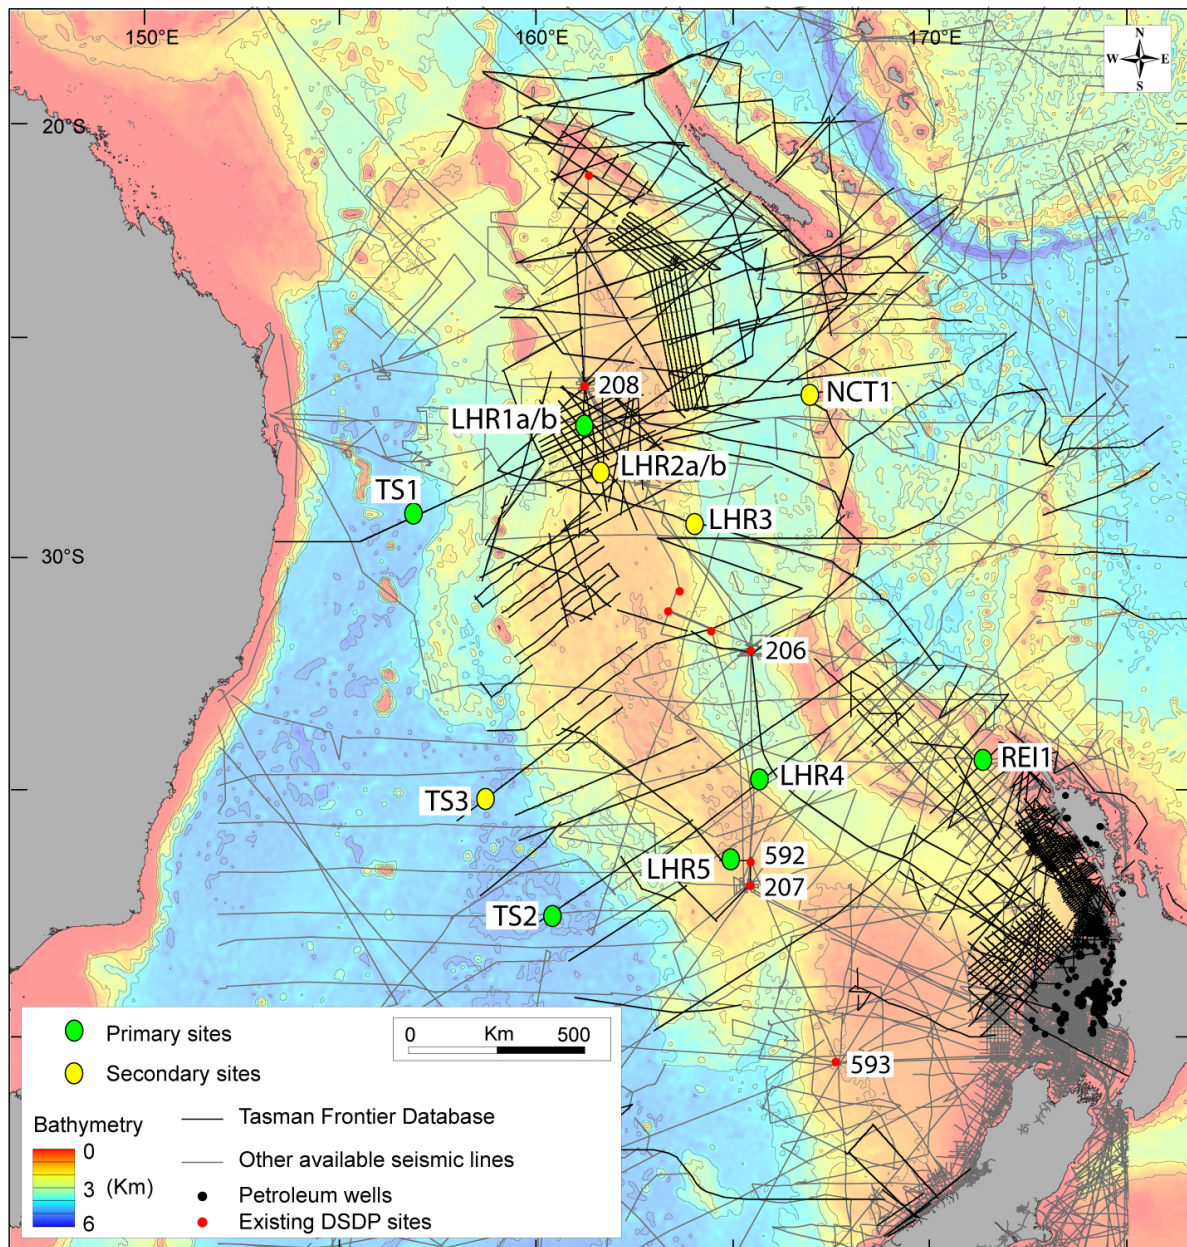 150°E
160°E
170°E
N
W E
S
20°S
208
NCT1
LHR1a/b
LHR2a/b
TS1
LHR3
30°S
206
REI1
LHR4
TS3
592
LHR5
207
TS2
593
Primary sites
Secondary sites
0 Km 500
Bathymetry
0
3 (Km)
6
Tasman Frontier Database
Other available seismic lines
Petroleum wells
Existing DSDP sites